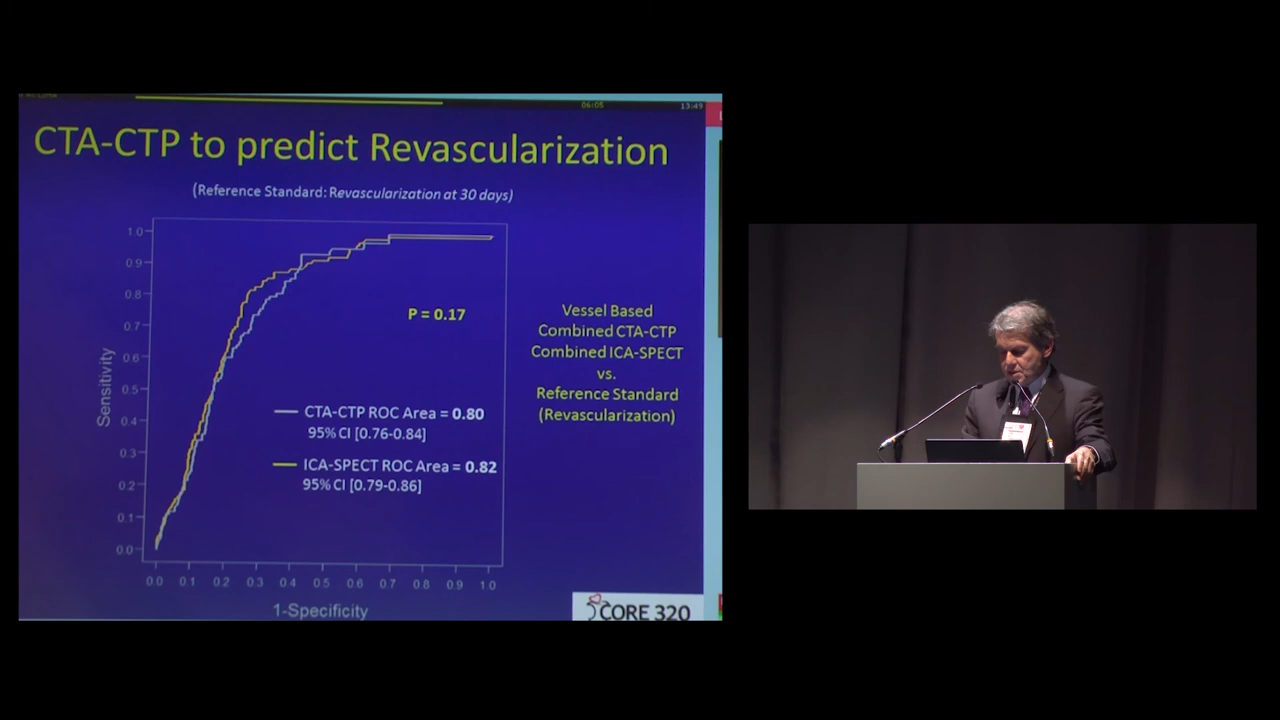 06:05
13:49
CTA-CTP to predict Revascularization
(Reference Standard: Revascularization at 30 days)
1.0
0.9
0.8
0.7
0.6
0.5
0.4
0.3
0.2
0.1
0.0
Sensitivity
P = 0.17
CTA-CTP ROC Area = 0.80
95% CI [0.76-0.84]
ICA-SPECT ROC Area = 0.82
95% CI [0.79-0.86]
0.0 0.1 0.2 0.3 0.4 0.5 0.6 0.7 0.8 0.9 1.0
1-Specificity
Vessel Based
Combined CTA-CTP
Combined ICA-SPECT
vs.
Reference Standard
(Revascularization)
CORE 320